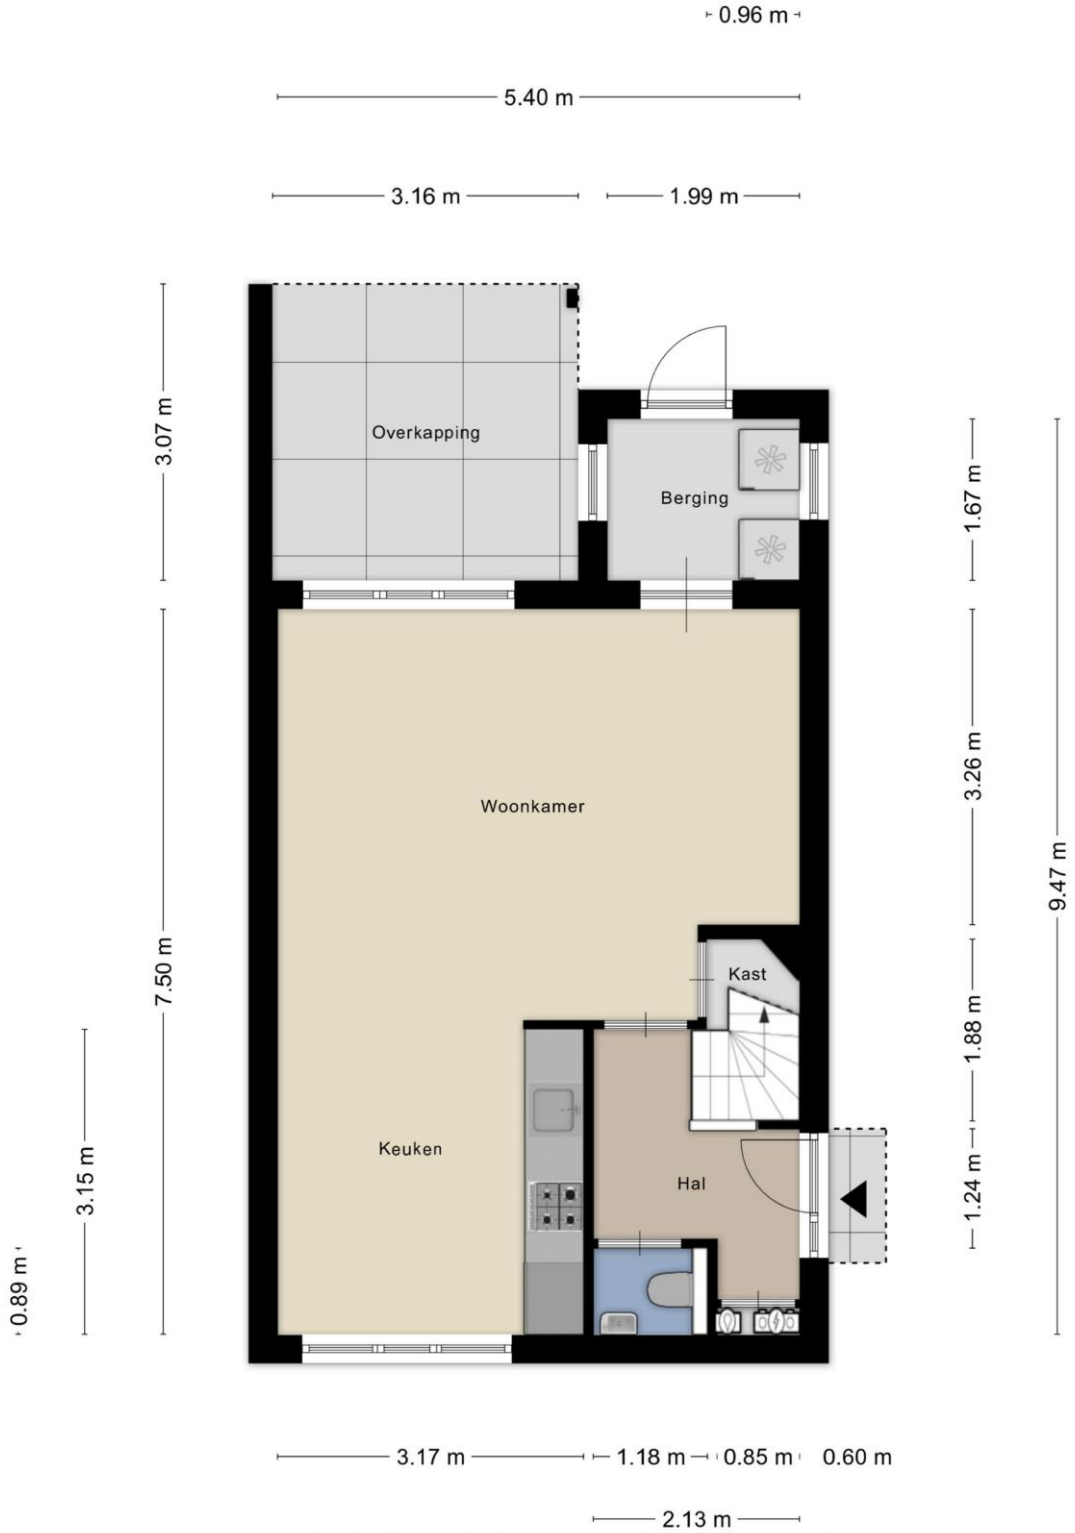 0.96 m
5.40 m
3.16 m
1.99 m
3.07 m
Overkapping
Berging
1.67 m
3.26 m
Woonkamer
9.47 m
7.50 m
Kast
1.88 m
Keuken
3.15 m
Hal
1.24 m
0.89 m
3.17 m
1.18 m
0.85 m
0.60 m
2.13 m